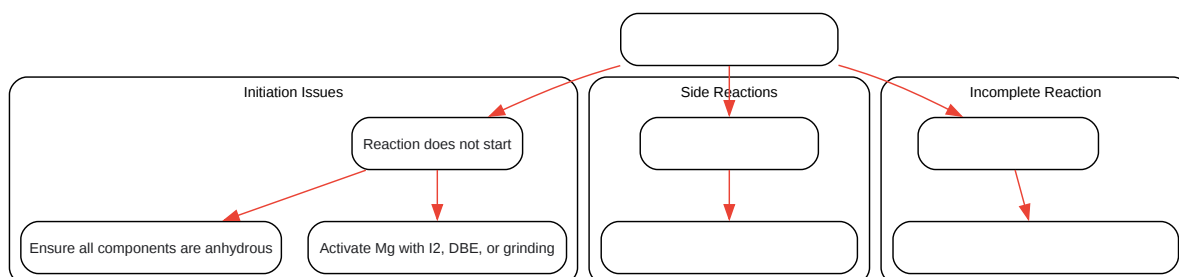 Initiation Issues
Side Reactions
Incomplete Reaction
Reaction does not start
Ensure all components are anhydrous
Activate Mg with I2, DBE, or grinding